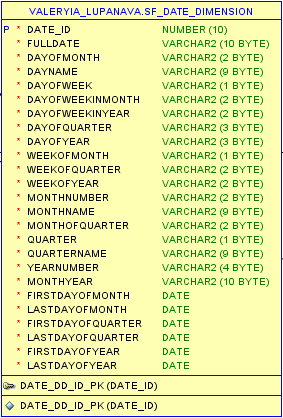 VALERYIA_LUPANAVA.SF_DATE_DIMENSION
P * DATE_ID NUMBER (10)
* FULLDATE VARCHAR2 (10 BYTE)
* DAYOFMONTH VARCHAR2 (2 BYTE)
* DAYNAME VARCHAR2 (9 BYTE)
* DAYOFWEEK VARCHAR2 (1 BYTE)
* DAYOFWEEKINMONTH VARCHAR2 (2 BYTE)
* DAYOFWEEKINYEAR VARCHAR2 (2 BYTE)
* DAYOFQUARTER VARCHAR2 (3 BYTE)
* DAYOFYEAR VARCHAR2 (3 BYTE)
* WEEKOFMONTH VARCHAR2 (1 BYTE)
* WEEKOFQUARTER VARCHAR2 (2 BYTE)
* WEEKOFYEAR VARCHAR2 (2 BYTE)
* MONTHNUMBER VARCHAR2 (2 BYTE)
* MONTHNAME VARCHAR2 (9 BYTE)
* MONTHOFQUARTER VARCHAR2 (2 BYTE)
* QUARTER VARCHAR2 (1 BYTE)
* QUARTERNAME VARCHAR2 (9 BYTE)
* YEARNUMBER VARCHAR2 (4 BYTE)
* MONTHYEAR VARCHAR2 (10 BYTE)
* FIRSTDAYOFMONTH DATE
* LASTDAYOFMONTH DATE
* FIRSTDAYOFQUARTER DATE
* LASTDAYOFQUARTER DATE
* FIRSTDAYOFYEAR DATE
* LASTDAYOFYEAR DATE
DATE_DD_ID_PK (DATE_ID)
DATE_DD_ID_PK (DATE_ID)